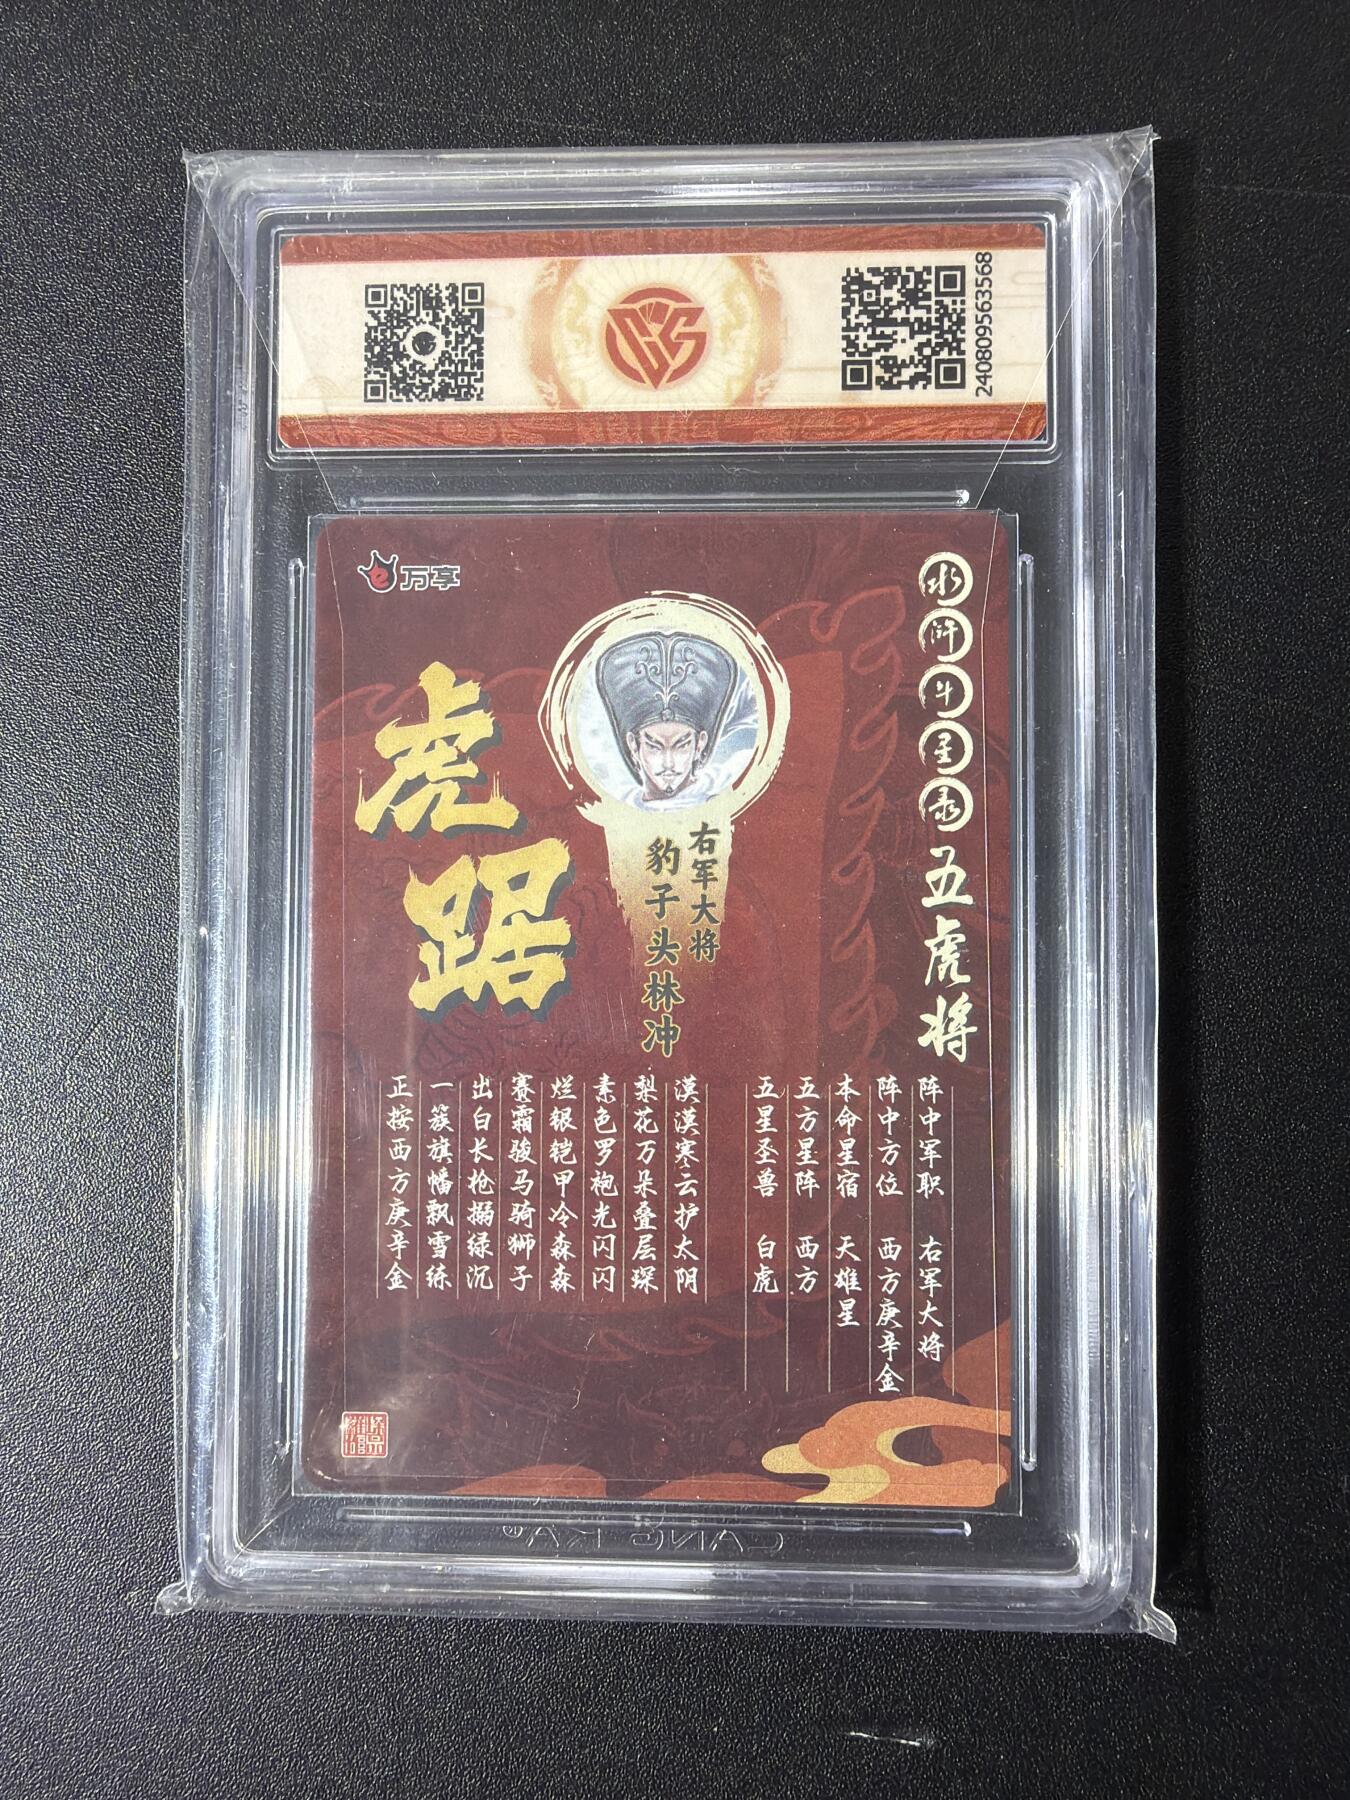 2408095635​68
万享
水浒斗星录 五虎将
虎踞
右军大将
豹子头林冲
阵中军职 右军大将
阵中方位 西方庚辛金
本命星宿 天雄星
五方星阵 西方
五星圣兽 白虎
漠漠寒云护太阴
梨花万朵叠层琛
素色罗袍光闪闪
烂银铠甲冷森森
赛霜骏马骑狮子
出白长枪搦绿沉
一簇旗幡飘雪练
正按西方庚辛金
CANG KA